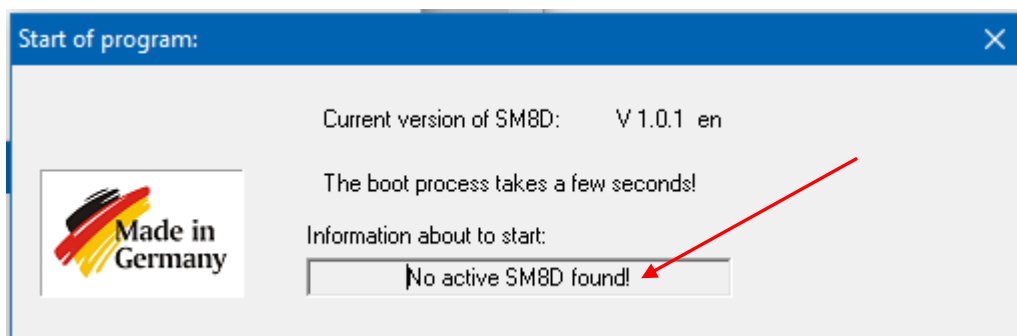 Start of program:
Current version of SM8D: V 1.0.1 en
The boot process takes a few seconds!
Made in
Germany
Information about to start:
No active SM8D found!